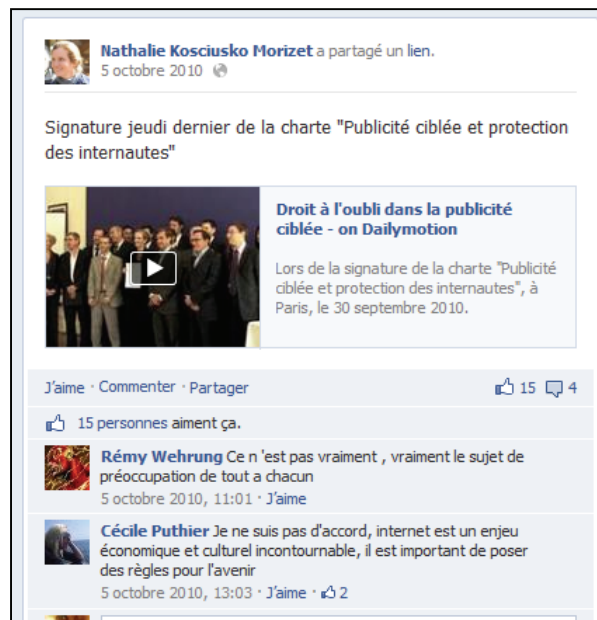 Nathalie Kosciusko Morizet a partagé un lien.
5 octobre 2010
Signature jeudi dernier de la charte "Publicité ciblée et protection
des internautes"
Droit à l'oubli dans la publicité
ciblée - on Dailymotion
Lors de la signature de la charte "Publicité
ciblée et protection des internautes", à
Paris, le 30 septembre 2010.
J'aime · Commenter · Partager 15 4
15 personnes aiment ça.
Rémy Wehrung Ce n 'est pas vraiment , vraiment le sujet de
préoccupation de tout a chacun
5 octobre 2010, 11:01 · J'aime
Cécile Puthier Je ne suis pas d'accord, internet est un enjeu
économique et culturel incontournable, il est important de poser
des règles pour l'avenir
5 octobre 2010, 13:03 · J'aime · 2